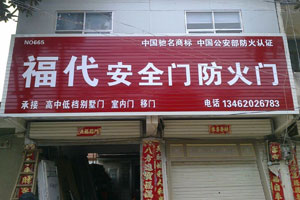 NO665
中国驰名商标 中国公安部防火认证
福代 安全门防火门
承接 高中低档别墅门 室内门 移门
电话 13462026783